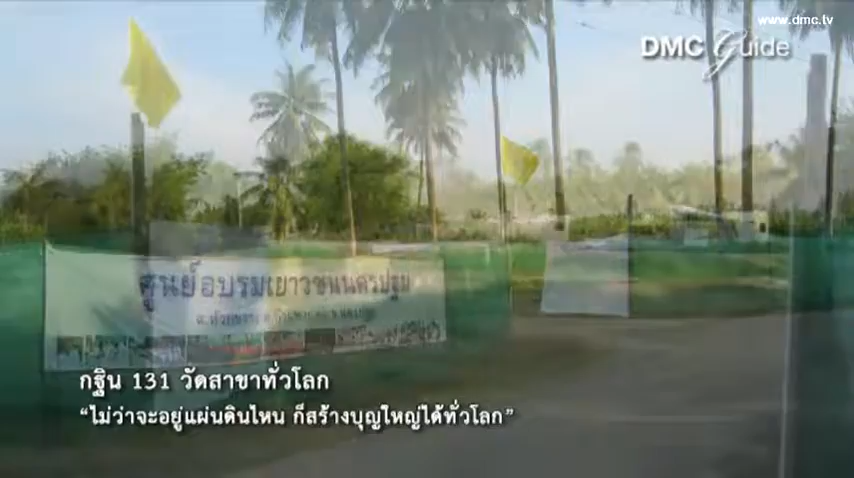 www.dmc.tv
DMC Guide
ศูนย์อบรมเยาวชนนครปฐม
กฐิน 131 วัดสาขาทั่วโลก
“ไม่ว่าจะอยู่แผ่นดินไหน ก็สร้างบุญใหญ่ได้ทั่วโลก”